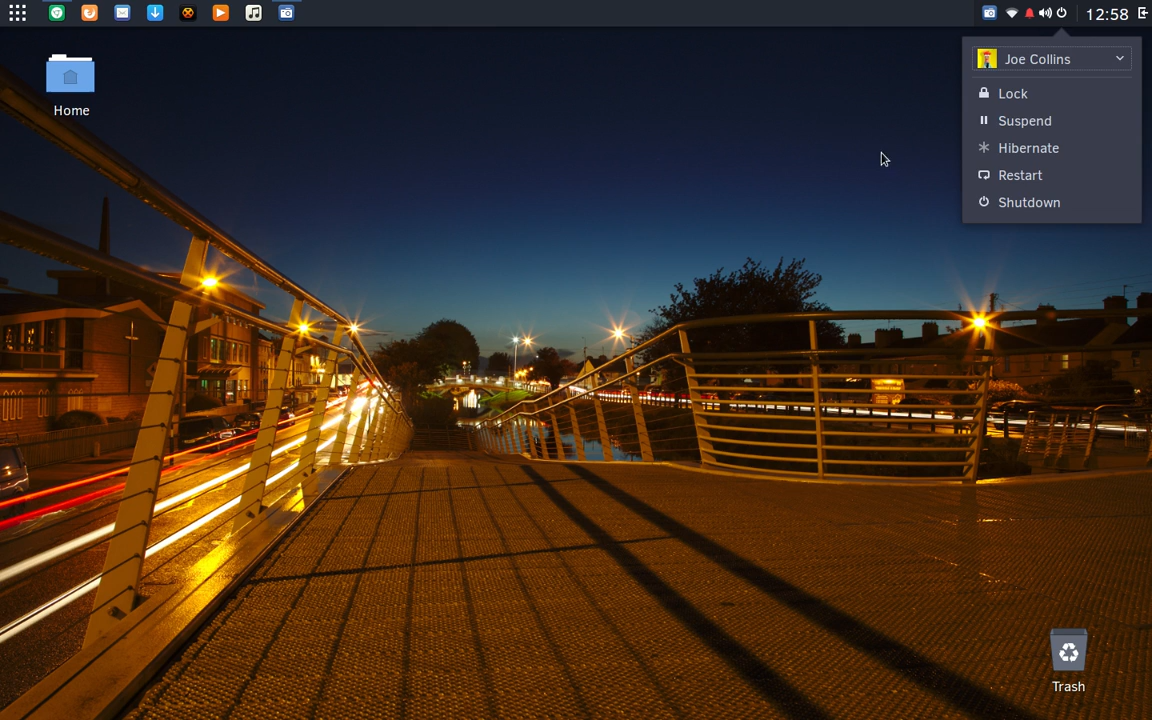 12:58
Home
Joe Collins
Lock
Suspend
Hibernate
Restart
Shutdown
Trash